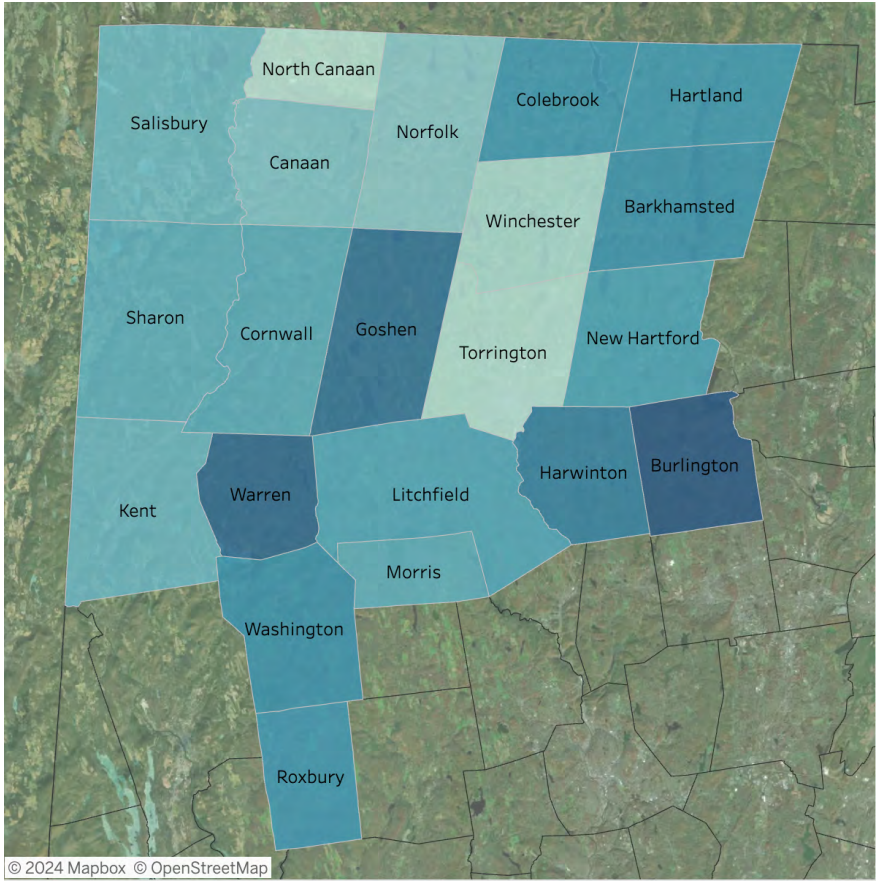 North Canaan
Colebrook
Hartland
Salisbury
Norfolk
Canaan
Barkhamsted
Winchester
Sharon
Cornwall
Goshen
New Hartford
Torrington
Burlington
Harwinton
Warren
Litchfield
Kent
Morris
Washington
Roxbury
© 2024 Mapbox © OpenStreetMap